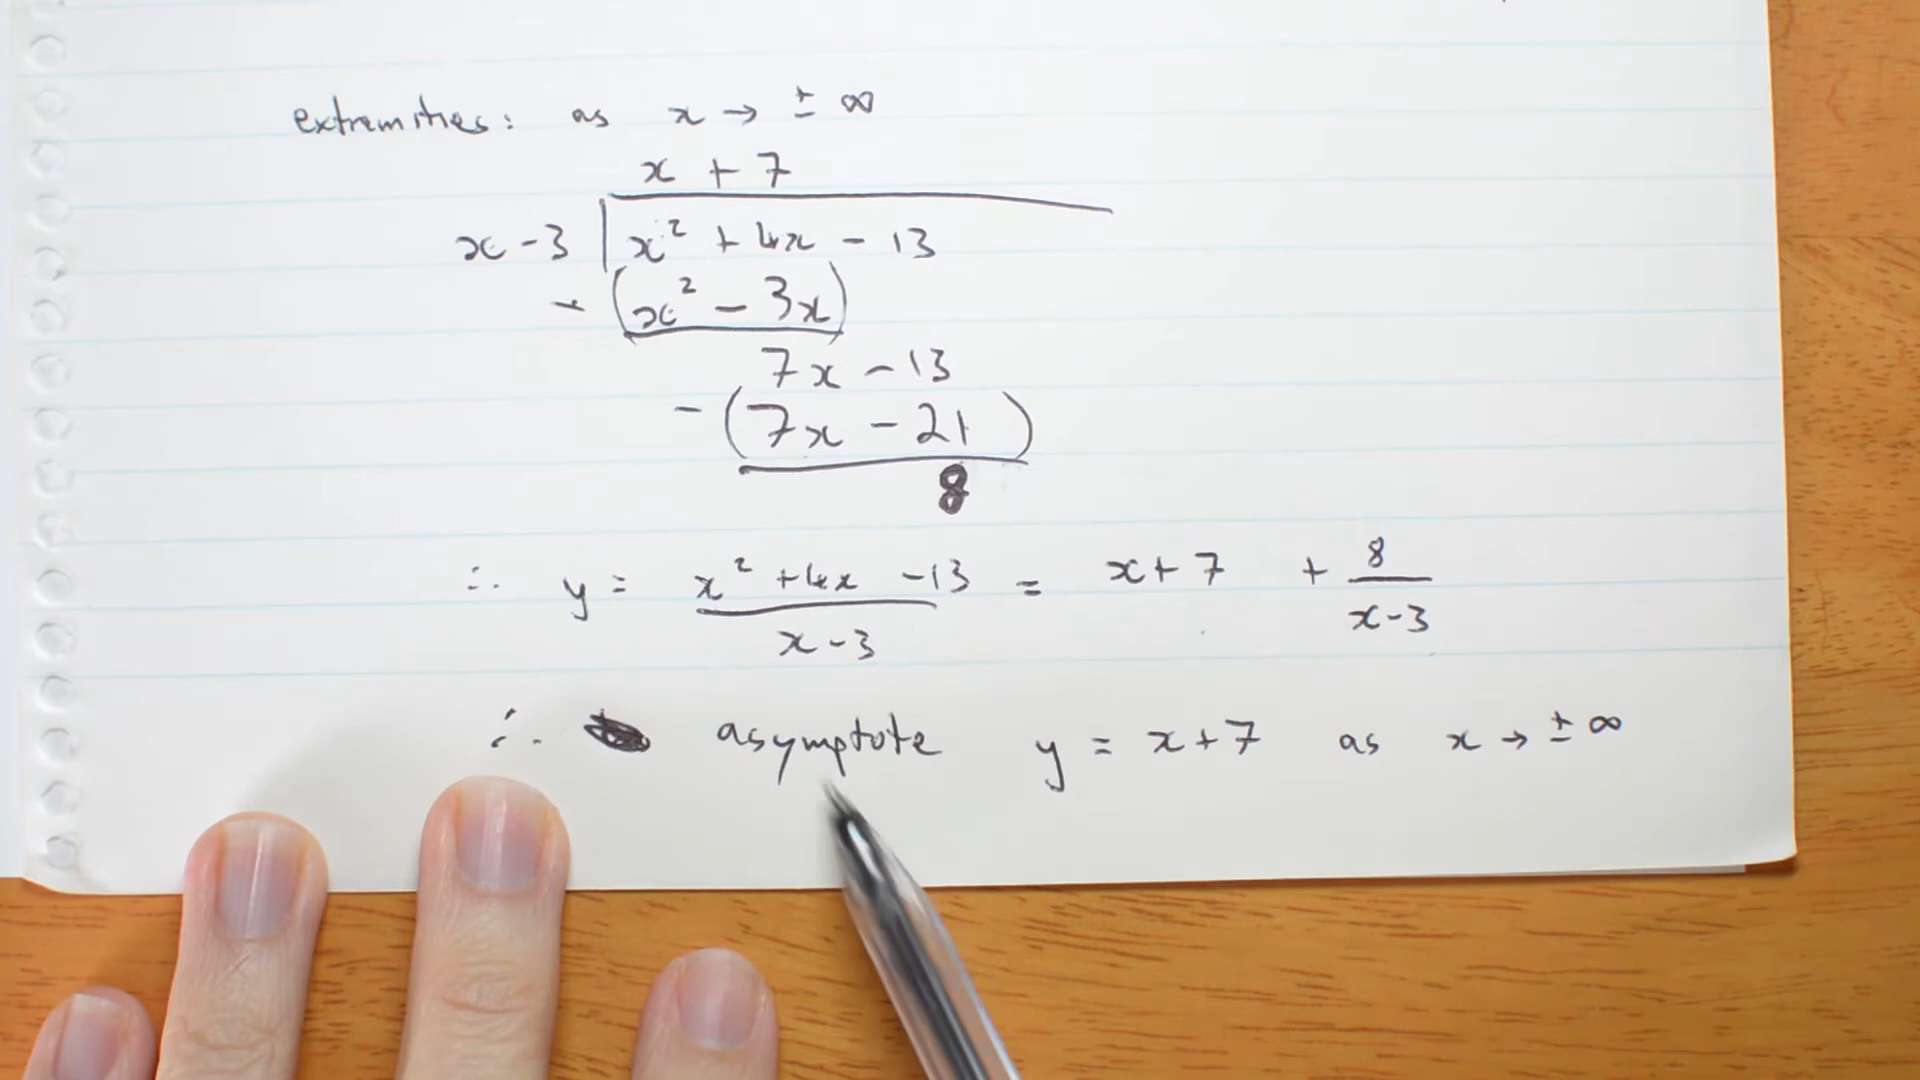 extremities: as x → ± ∞
x + 7
x - 3 | x² + 4x - 13
- (x² - 3x)
7x - 13
- (7x - 21)
8
∴ y = x² + 4x - 13 / x - 3 = x + 7 + 8 / x - 3
∴ asymptote y = x + 7 as x → ± ∞